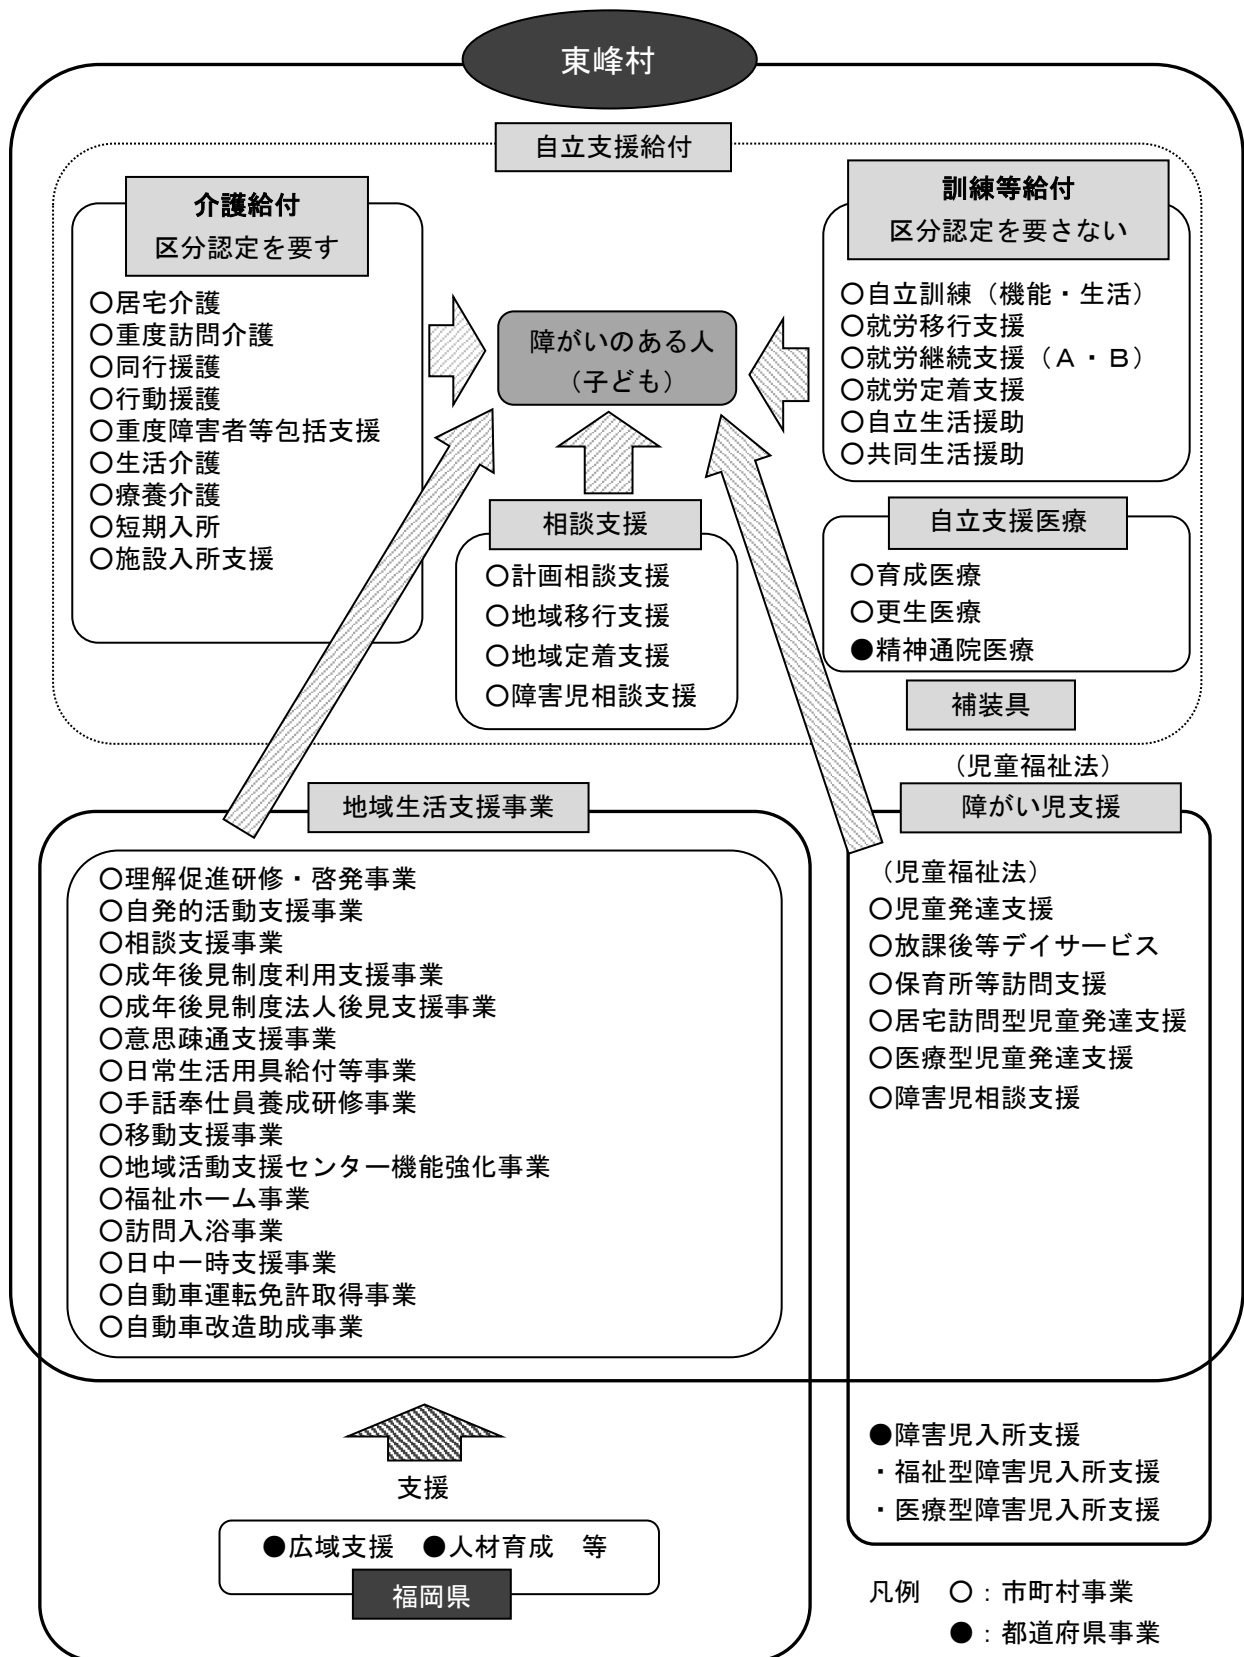 東峰村
自立支援給付
介護給付
区分認定を要す
○居宅介護
○重度訪問介護
○同行援護
○行動援護
○重度障害者等包括支援
○生活介護
○療養介護
○短期入所
○施設入所支援
障がいのある人
（子ども）
訓練等給付
区分認定を要さない
○自立訓練（機能・生活）
○就労移行支援
○就労継続支援（Ａ・Ｂ）
○就労定着支援
○自立生活援助
○共同生活援助
相談支援
○計画相談支援
○地域移行支援
○地域定着支援
○障害児相談支援
自立支援医療
○育成医療
○更生医療
●精神通院医療
補装具
地域生活支援事業
○理解促進研修・啓発事業
○自発的活動支援事業
○相談支援事業
○成年後見制度利用支援事業
○成年後見制度法人後見支援事業
○意思疎通支援事業
○日常生活用具給付等事業
○手話奉仕員養成研修事業
○移動支援事業
○地域活動支援センター機能強化事業
○福祉ホーム事業
○訪問入浴事業
○日中一時支援事業
○自動車運転免許取得事業
○自動車改造助成事業
（児童福祉法）
障がい児支援
（児童福祉法）
○児童発達支援
○放課後等デイサービス
○保育所等訪問支援
○居宅訪問型児童発達支援
○医療型児童発達支援
○障害児相談支援
●障害児入所支援
・福祉型障害児入所支援
・医療型障害児入所支援
支援
●広域支援　●人材育成　等
福岡県
凡例　○：市町村事業
●：都道府県事業